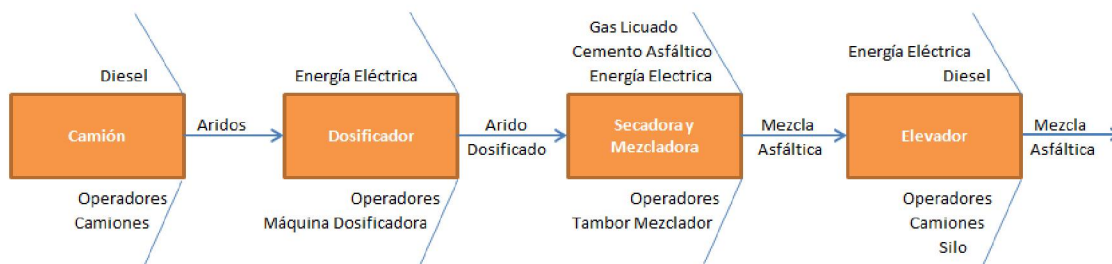 Diesel
Camión
Operadores
Camiones
Aridos
Energía Eléctrica
Dosificador
Operadores
Máquina Dosificadora
Arido
Dosificado
Gas Licuado
Cemento Asfáltico
Energía Electrica
Secadora y
Mezcladora
Operadores
Tambor Mezclador
Mezcla
Asfáltica
Energía Eléctrica
Diesel
Elevador
Operadores
Camiones
Silo
Mezcla
Asfáltica